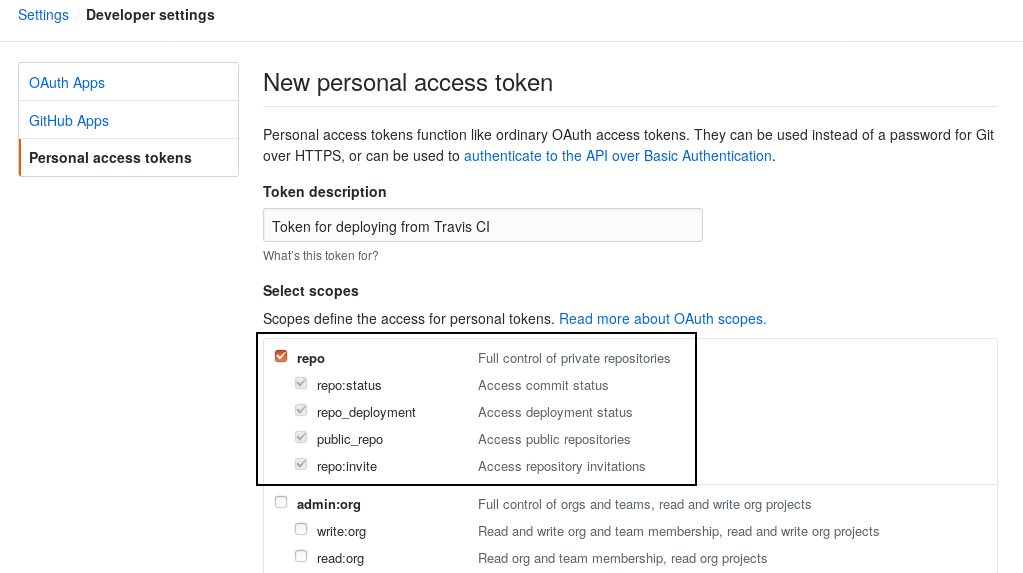 Settings / Developer settings
OAuth Apps
GitHub Apps
Personal access tokens
New personal access token
Personal access tokens function like ordinary OAuth access tokens. They can be used instead of a password for Git
over HTTPS, or can be used to authenticate to the API over Basic Authentication.
Token description
Token for deploying from Travis CI
What's this token for?
Select scopes
Scopes define the access for personal tokens. Read more about OAuth scopes.
repo Full control of private repositories
repo:status Access commit status
repo_deployment Access deployment status
public_repo Access public repositories
repo:invite Access repository invitations
admin:org Full control of orgs and teams, read and write org projects
write:org Read and write org and team membership, read and write org projects
read:org Read org and team membership, read org projects